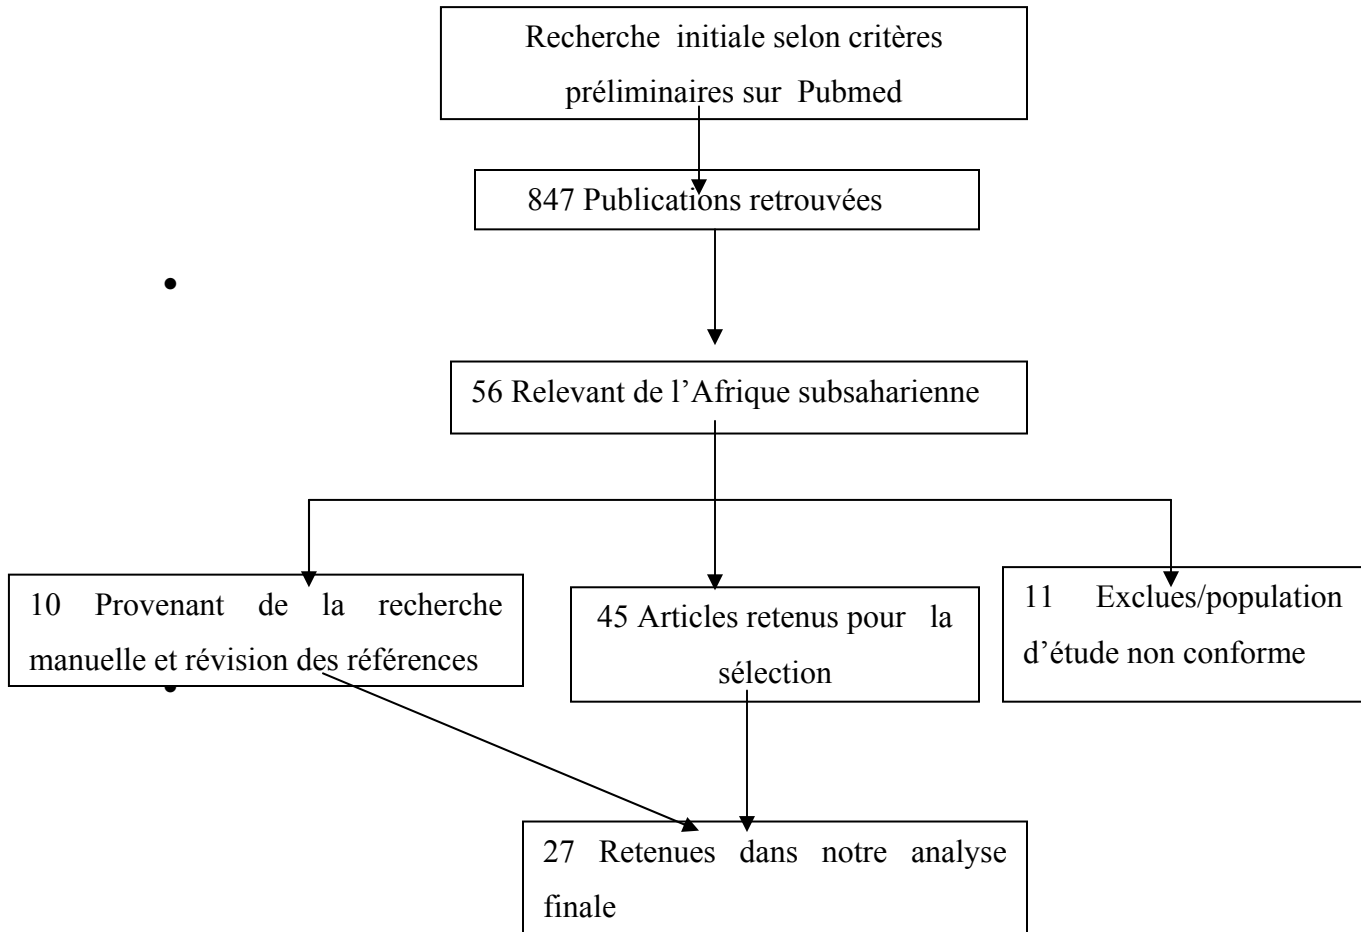 Recherche initiale selon critères
préliminaires sur Pubmed
847 Publications retrouvées
56 Relevant de l’Afrique subsaharienne
10 Provenant de la recherche
manuelle et révision des références
45 Articles retenus pour la
sélection
11 Exclues/population
d’étude non conforme
27 Retenues dans notre analyse
finale